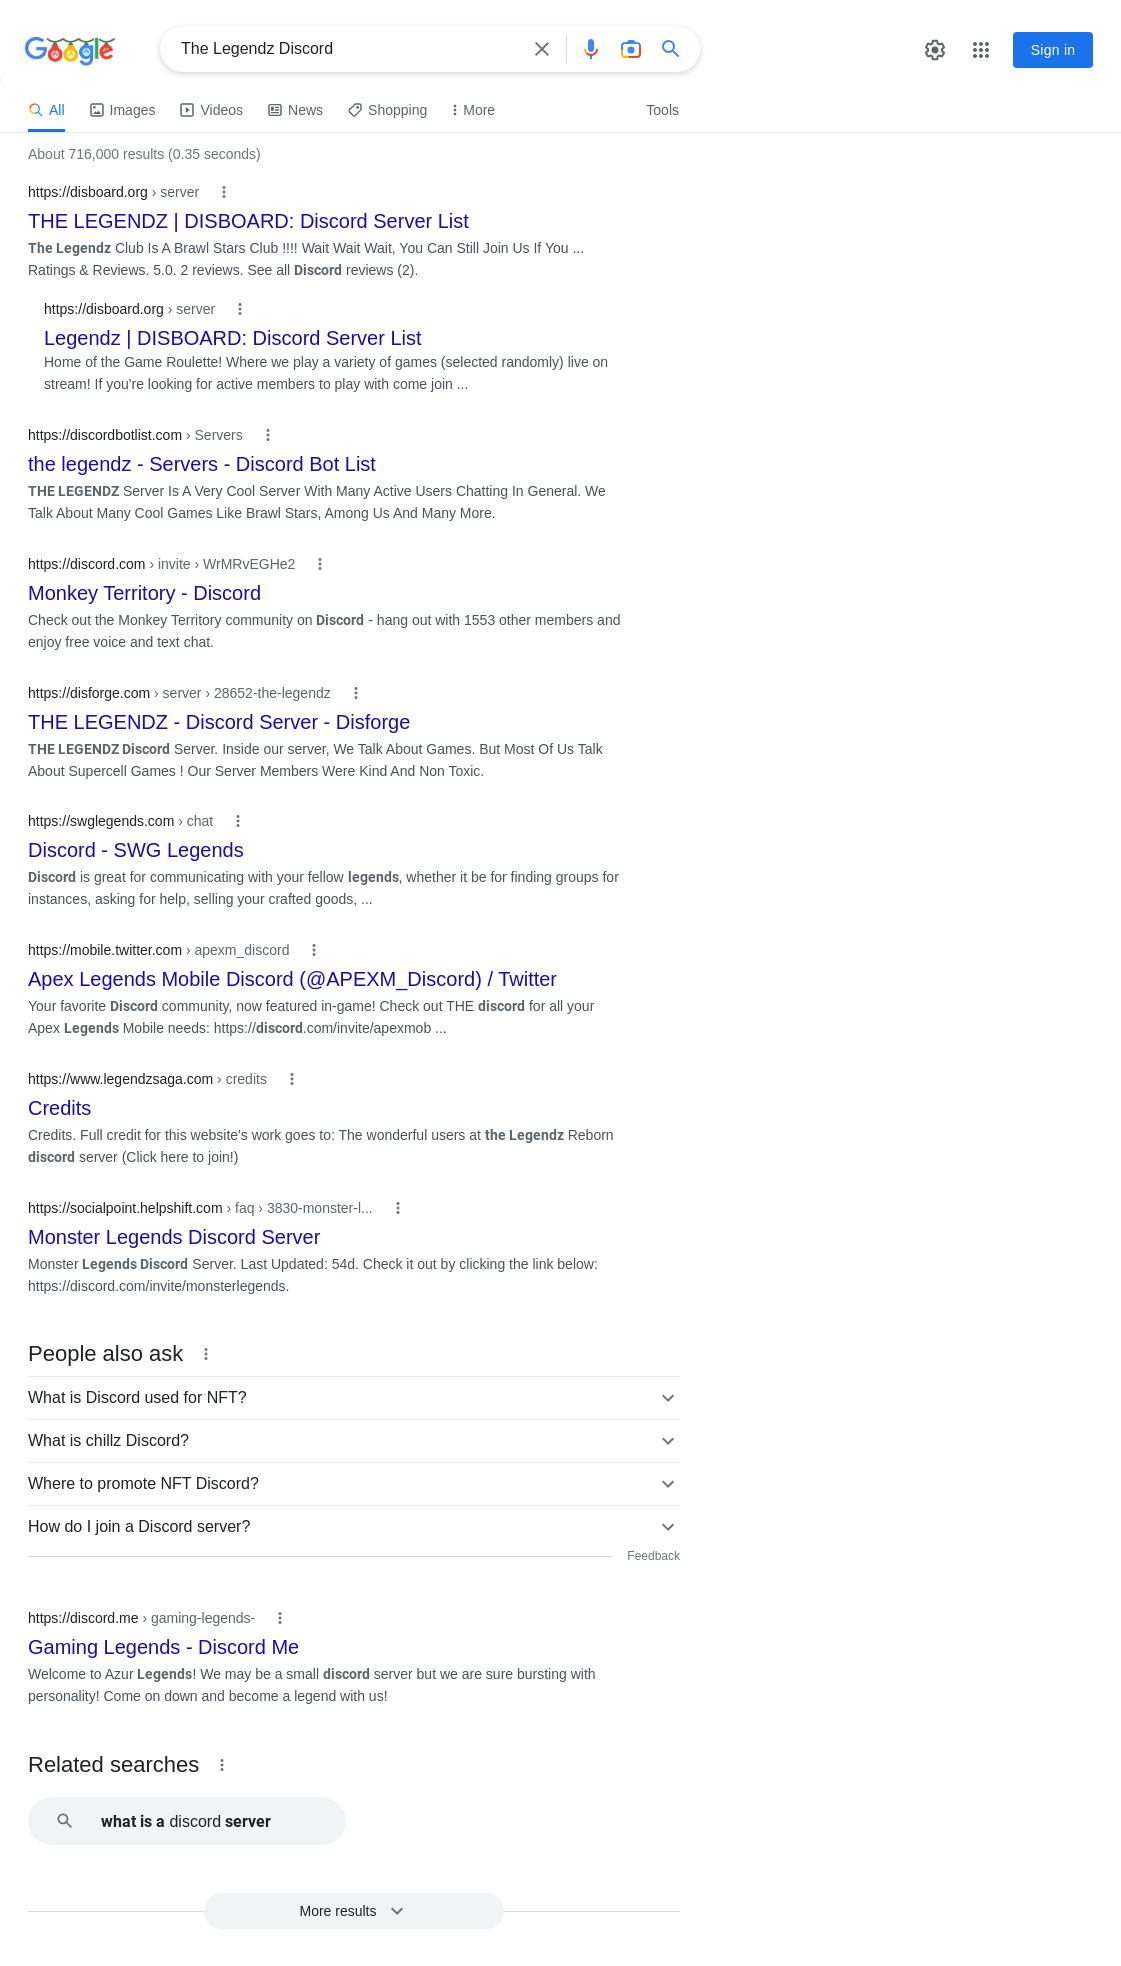 Google
The Legendz Discord
Sign in
All
Images
Videos
News
Shopping
More
Tools
About 716,000 results (0.35 seconds)
https://disboard.org › server
THE LEGENDZ | DISBOARD: Discord Server List
The Legendz Club Is A Brawl Stars Club !!!! Wait Wait Wait, You Can Still Join Us If You ...
Ratings & Reviews. 5.0. 2 reviews. See all Discord reviews (2).
https://disboard.org › server
Legendz | DISBOARD: Discord Server List
Home of the Game Roulette! Where we play a variety of games (selected randomly) live on
stream! If you're looking for active members to play with come join ...
https://discordbotlist.com › Servers
the legendz - Servers - Discord Bot List
THE LEGENDZ Server Is A Very Cool Server With Many Active Users Chatting In General. We
Talk About Many Cool Games Like Brawl Stars, Among Us And Many More.
https://discord.com › invite › WrMRvEGHe2
Monkey Territory - Discord
Check out the Monkey Territory community on Discord - hang out with 1553 other members and
enjoy free voice and text chat.
https://disforge.com › server › 28652-the-legendz
THE LEGENDZ - Discord Server - Disforge
THE LEGENDZ Discord Server. Inside our server, We Talk About Games. But Most Of Us Talk
About Supercell Games ! Our Server Members Were Kind And Non Toxic.
https://swglegends.com › chat
Discord - SWG Legends
Discord is great for communicating with your fellow legends, whether it be for finding groups for
instances, asking for help, selling your crafted goods, ...
https://mobile.twitter.com › apexm_discord
Apex Legends Mobile Discord (@APEXM_Discord) / Twitter
Your favorite Discord community, now featured in-game! Check out THE discord for all your
Apex Legends Mobile needs: https://discord.com/invite/apexmob ...
https://www.legendzsaga.com › credits
Credits
Credits. Full credit for this website's work goes to: The wonderful users at the Legendz Reborn
discord server (Click here to join!)
https://socialpoint.helpshift.com › faq › 3830-monster-l...
Monster Legends Discord Server
Monster Legends Discord Server. Last Updated: 54d. Check it out by clicking the link below:
https://discord.com/invite/monsterlegends.
People also ask
What is Discord used for NFT?
What is chillz Discord?
Where to promote NFT Discord?
How do I join a Discord server?
Feedback
https://discord.me › gaming-legends-
Gaming Legends - Discord Me
Welcome to Azur Legends! We may be a small discord server but we are sure bursting with
personality! Come on down and become a legend with us!
Related searches
what is a discord server
More results